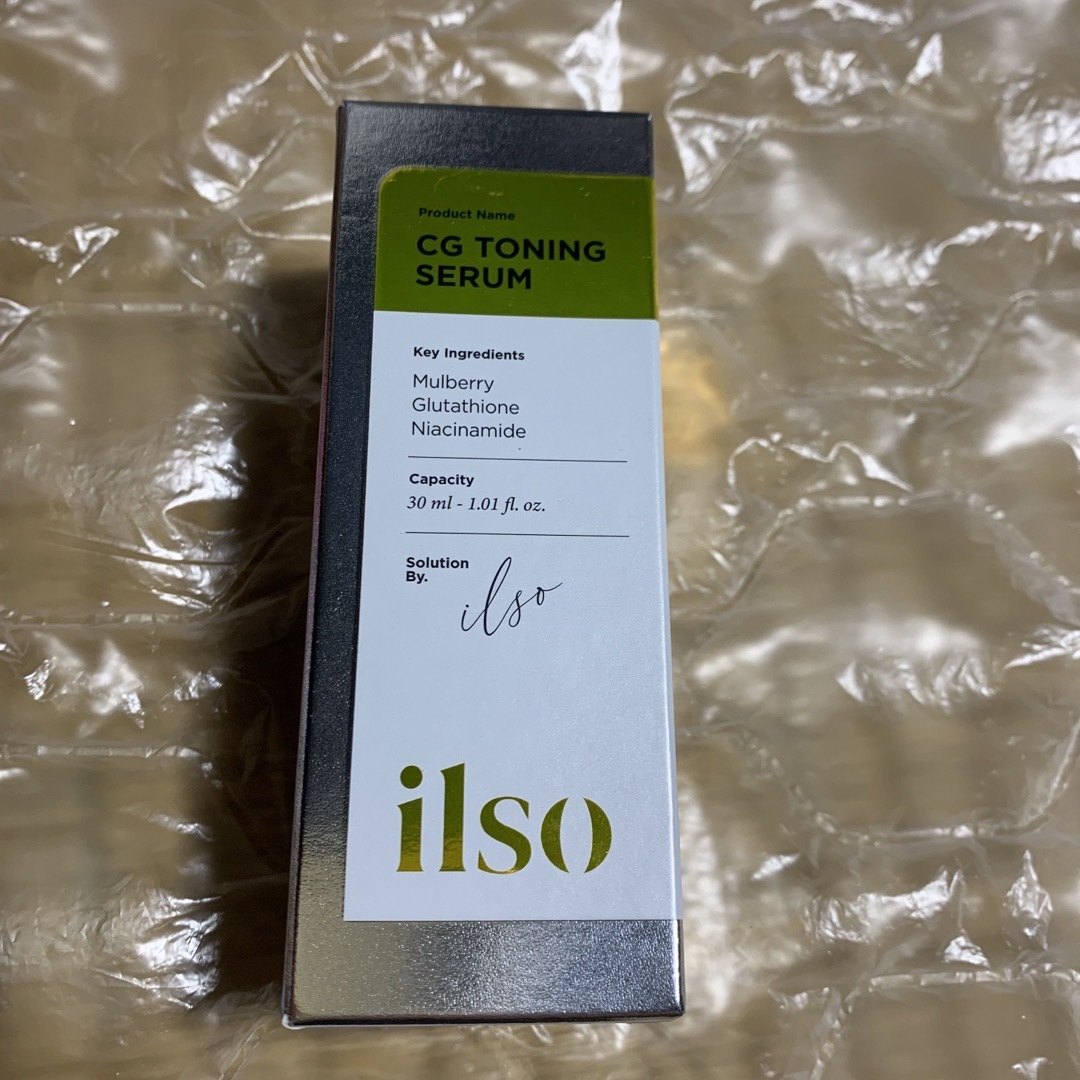 Product Name
CG TONING
SERUM
Key Ingredients
Mulberry
Glutathione
Niacinamide
Capacity
30 ml - 1.01 fl. oz.
Solution
By.
ilso
ilso